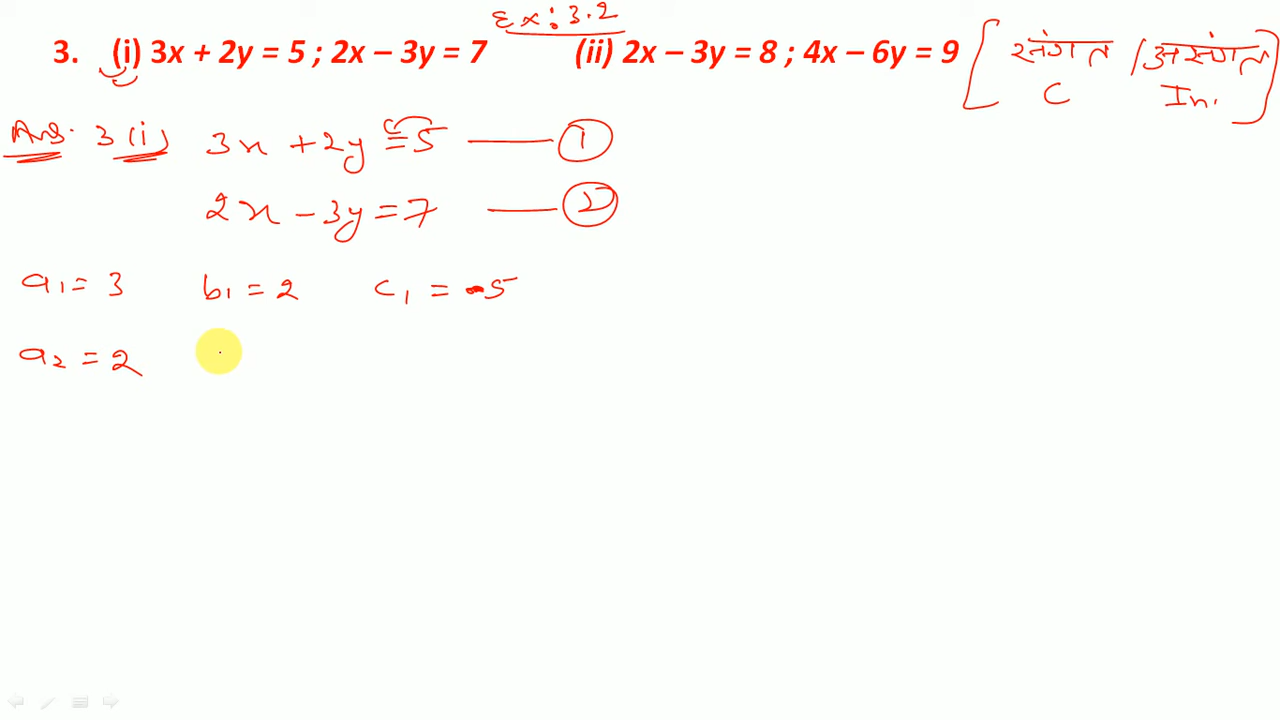 Ex: 3.2
3. (i) 3x + 2y = 5 ; 2x – 3y = 7 (ii) 2x – 3y = 8 ; 4x – 6y = 9 [ संगत / असंगत ]
C In.
Ans. 3 (i) 3x + 2y = 5 —— ①
2x - 3y = 7 —— ②
a₁ = 3 b₁ = 2 c₁ = -5
a₂ = 2